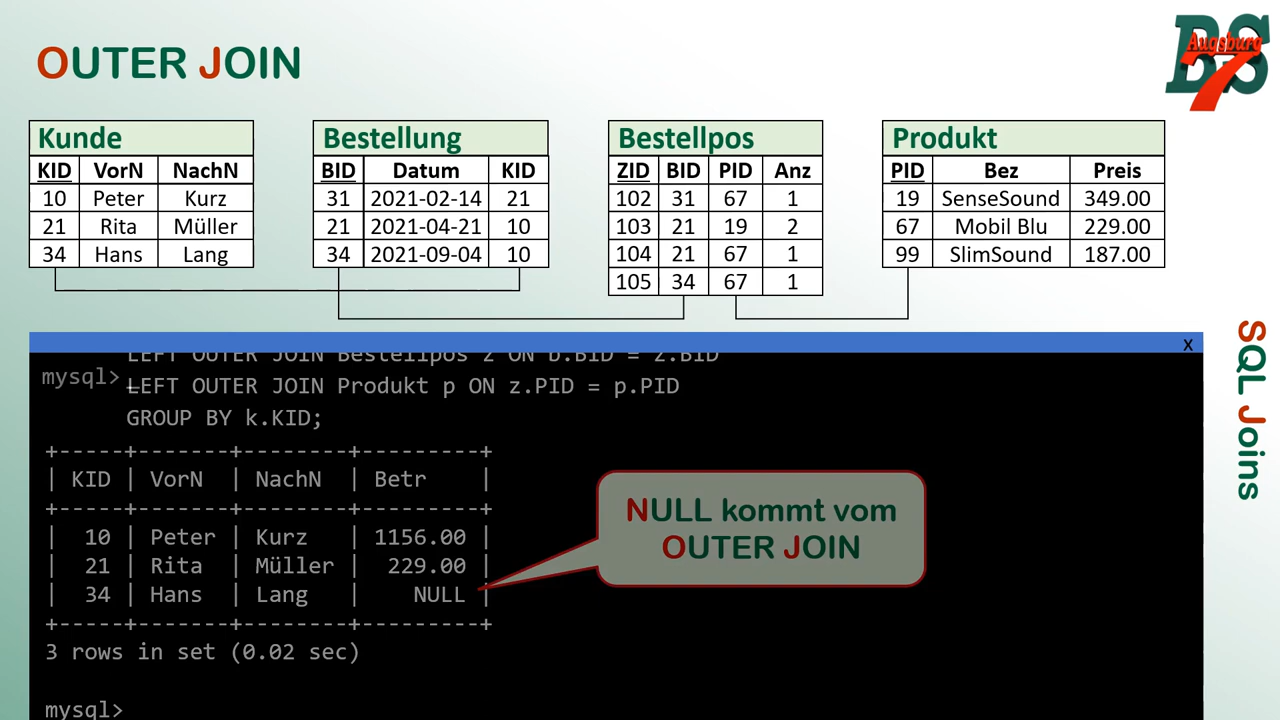 OUTER JOIN
BS Augsburg 7
Kunde
KID VorN NachN
10 Peter Kurz
21 Rita Müller
34 Hans Lang
Bestellung
BID Datum KID
31 2021-02-14 21
21 2021-04-21 10
34 2021-09-04 10
Bestellpos
ZID BID PID Anz
102 31 67 1
103 21 19 2
104 21 67 1
105 34 67 1
Produkt
PID Bez Preis
19 SenseSound 349.00
67 Mobil Blu 229.00
99 SlimSound 187.00
SQL Joins
x
LEFT OUTER JOIN Bestellpos z ON b.BID = z.BID
mysql>_
LEFT OUTER JOIN Produkt p ON z.PID = p.PID
GROUP BY k.KID;
+-----+-------+--------+---------+
| KID | VorN | NachN | Betr |
+-----+-------+--------+---------+
| 10 | Peter | Kurz | 1156.00 |
| 21 | Rita | Müller | 229.00 |
| 34 | Hans | Lang | NULL |
+-----+-------+--------+---------+
3 rows in set (0.02 sec)
mysql>
NULL kommt vom
OUTER JOIN